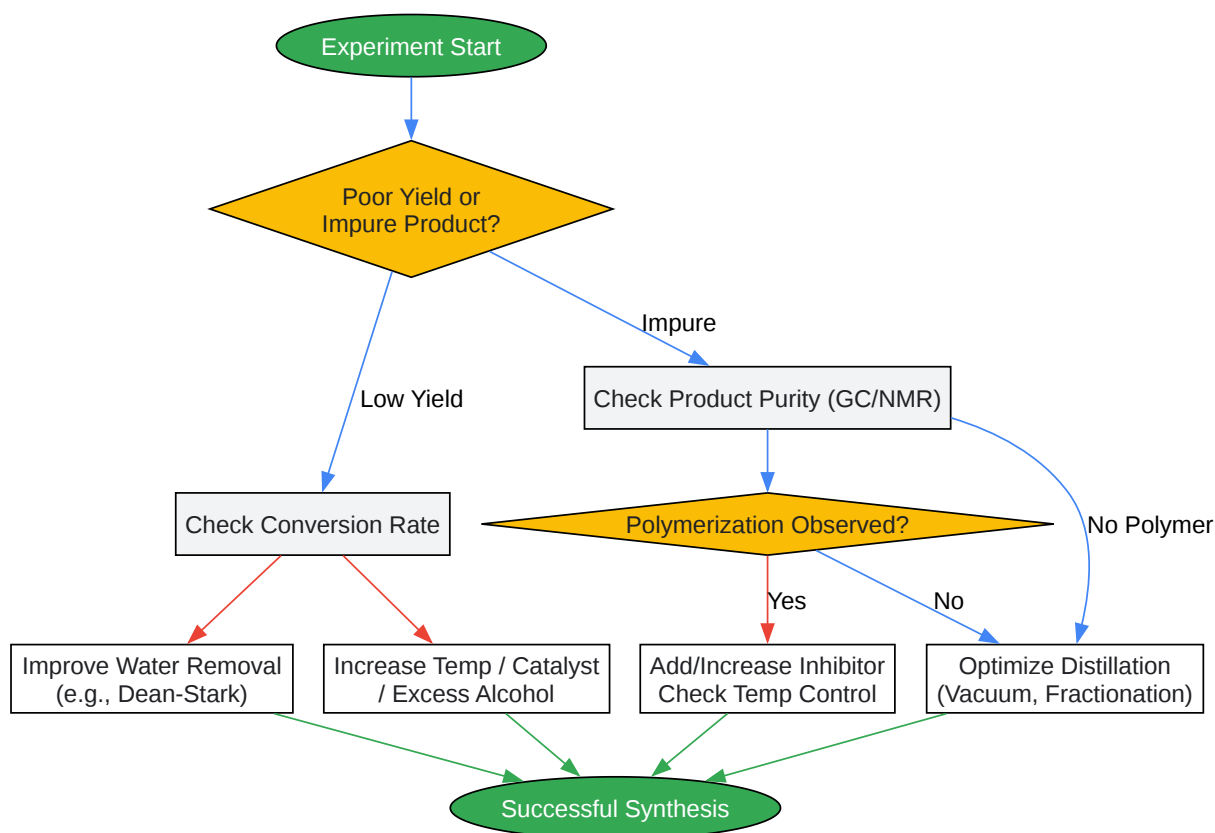 Experiment Start
Poor Yield or
Impure Product?
Impure
Low Yield
Check Product Purity (GC/NMR)
Check Conversion Rate
Polymerization Observed?
No Polymer
Yes
No
Improve Water Removal
(e.g., Dean-Stark)
Increase Temp / Catalyst
/ Excess Alcohol
Add/Increase Inhibitor
Check Temp Control
Optimize Distillation
(Vacuum, Fractionation)
Successful Synthesis